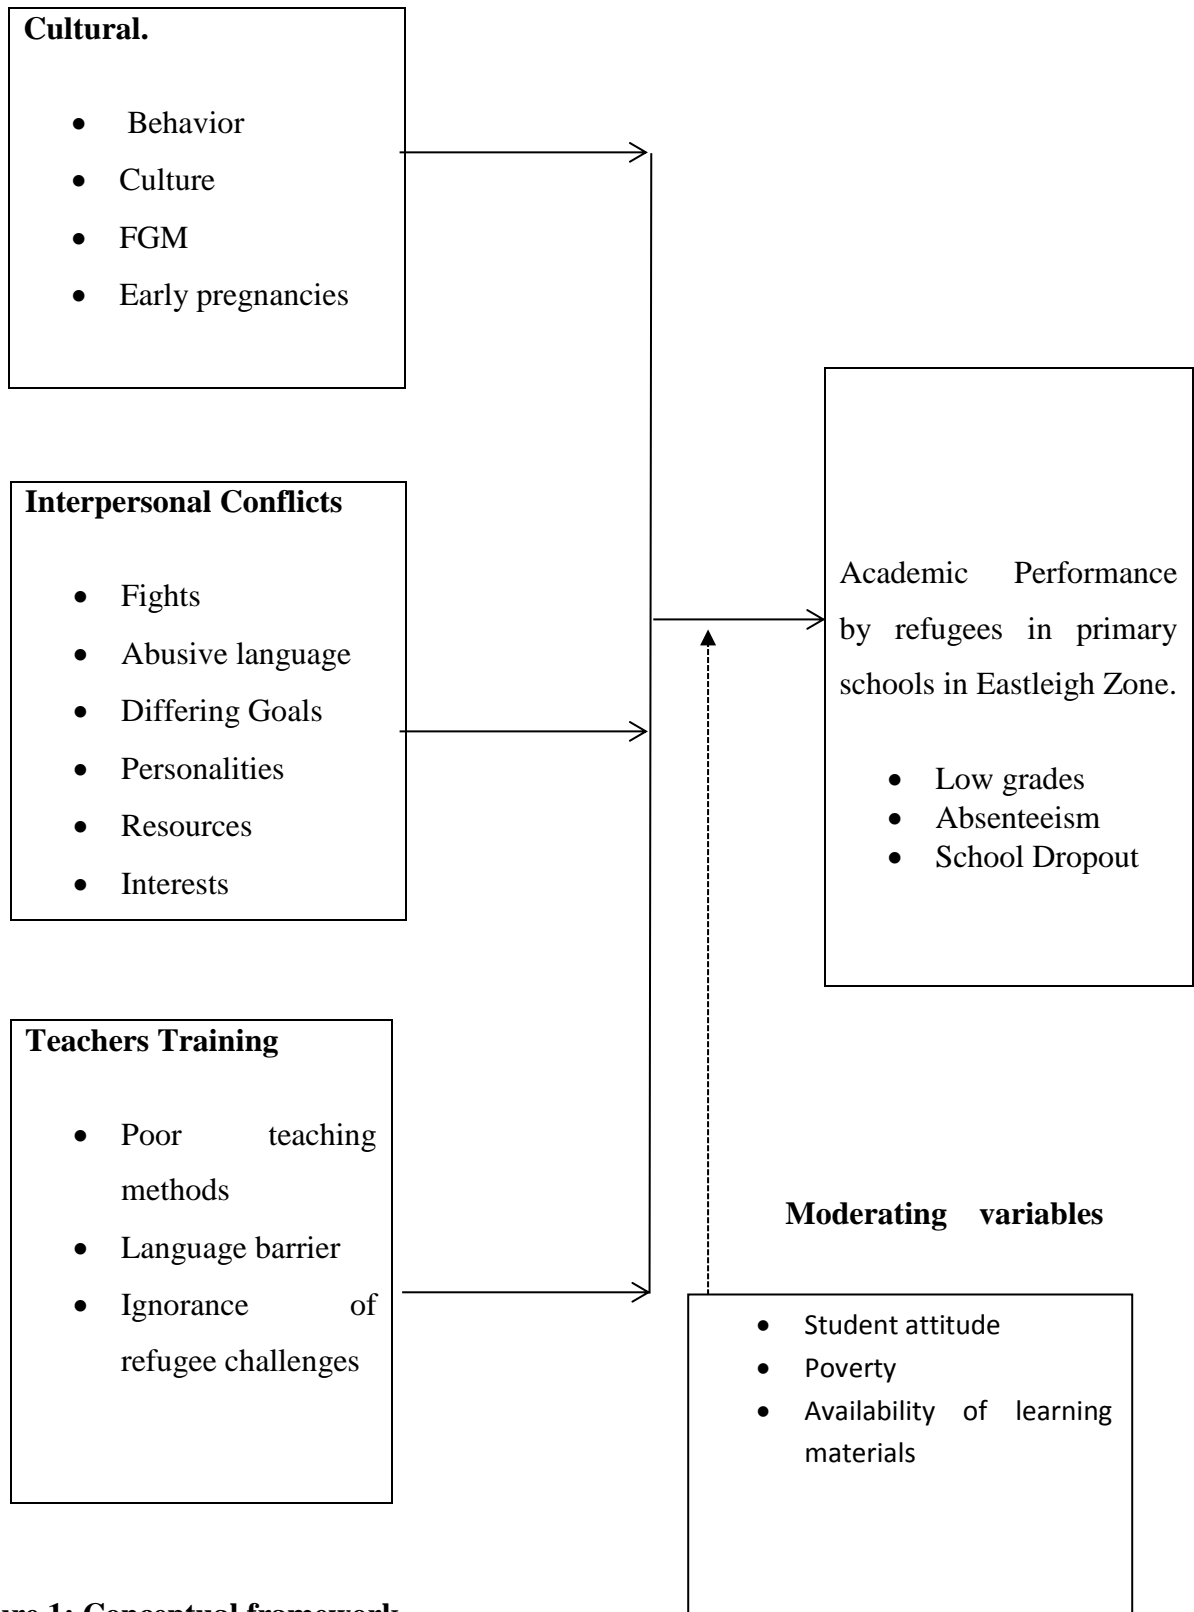 Cultural.
Behavior
Culture
FGM
Early pregnancies
Interpersonal Conflicts
Fights
Abusive language
Differing Goals
Personalities
Resources
Interests
Teachers Training
Poor teaching
methods
Language barrier
Ignorance of
refugee challenges
Academic Performance
by refugees in primary
schools in Eastleigh Zone.
Low grades
Absenteeism
School Dropout
Moderating variables
Student attitude
Poverty
Availability of learning
materials
ure 1: Conceptual framework